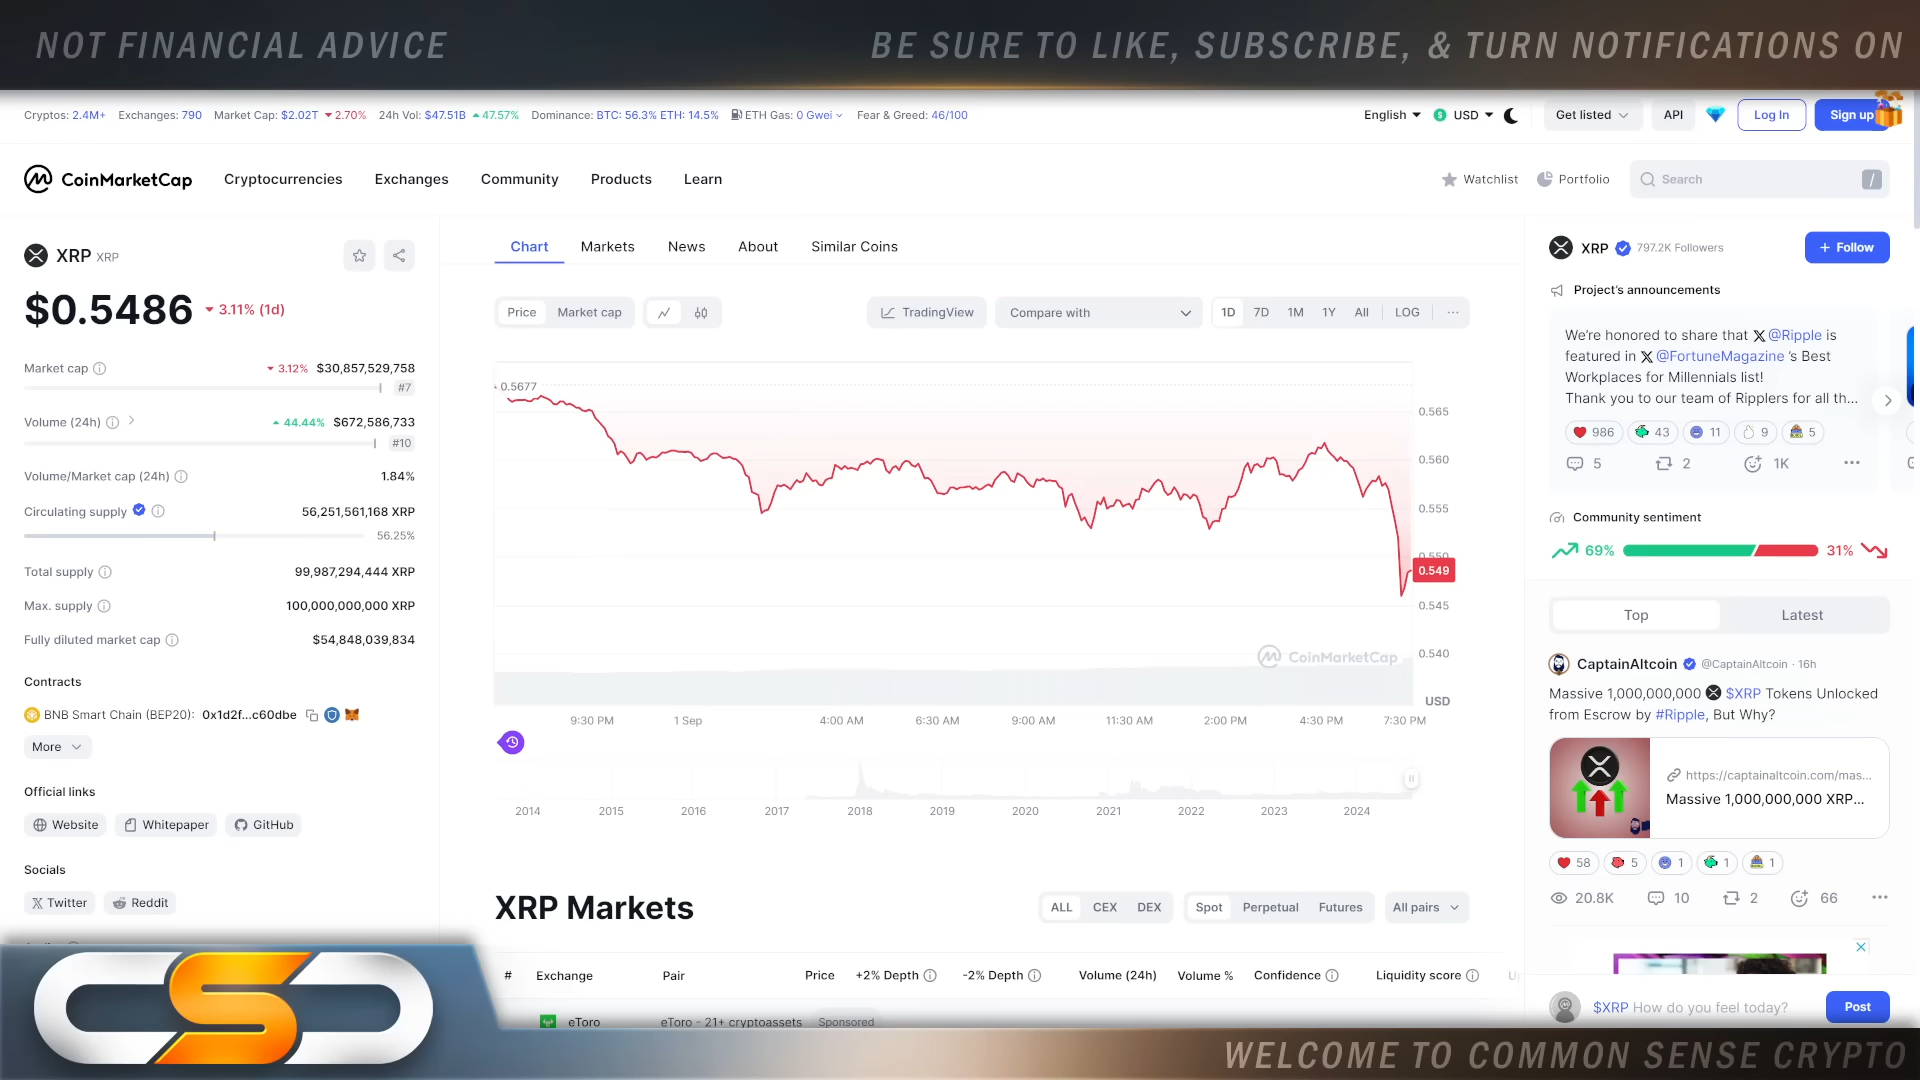 NOT FINANCIAL ADVICE
BE SURE TO LIKE, SUBSCRIBE, & TURN NOTIFICATIONS ON
Cryptos: 2.4M+ Exchanges: 790 Market Cap: $2.02T 2.70% 24h Vol: $47.51B 47.57% Dominance: BTC: 56.3% ETH: 14.5% ETH Gas: 0 Gwei Fear & Greed: 46/100
English USD Get listed API Log In Sign up
CoinMarketCap Cryptocurrencies Exchanges Community Products Learn
Watchlist Portfolio Search /
XRP XRP
$0.5486 3.11% (1d)
Market cap 3.12% $30,857,529,758
#7
Volume (24h) 44.44% $672,586,733
#10
Volume/Market cap (24h) 1.84%
Circulating supply 56,251,561,168 XRP
56.25%
Total supply 99,987,294,444 XRP
Max. supply 100,000,000,000 XRP
Fully diluted market cap $54,848,039,834
Contracts
BNB Smart Chain (BEP20): 0x1d2f...c60dbe
More
Official links
Website Whitepaper GitHub
Socials
Twitter Reddit
Chart Markets News About Similar Coins
Price Market cap TradingView Compare with 1D 7D 1M 1Y All LOG ...
0.5677
0.565
0.560
0.555
0.550
0.549
0.545
0.540
CoinMarketCap
USD
9:30 PM 1 Sep 4:00 AM 6:30 AM 9:00 AM 11:30 AM 2:00 PM 4:30 PM 7:30 PM
2014 2015 2016 2017 2018 2019 2020 2021 2022 2023 2024
XRP Markets
ALL CEX DEX Spot Perpetual Futures All pairs
# Exchange Pair Price +2% Depth -2% Depth Volume (24h) Volume % Confidence Liquidity score
eToro eToro - 21+ cryptoassets Sponsored
XRP 797.2K Followers + Follow
Project's announcements
We're honored to share that X @Ripple is
featured in X @FortuneMagazine 's Best
Workplaces for Millennials list!
Thank you to our team of Ripplers for all th...
986 43 11 9 5
5 2 1K ...
Community sentiment
69% 31%
Top Latest
CaptainAltcoin @CaptainAltcoin · 16h
Massive 1,000,000,000 $XRP Tokens Unlocked
from Escrow by #Ripple, But Why?
https://captainaltcoin.com/mas...
Massive 1,000,000,000 XRP...
58 5 1 1 1
20.8K 10 2 66 ...
$XRP How do you feel today? Post
CSC
WELCOME TO COMMON SENSE CRYPTO